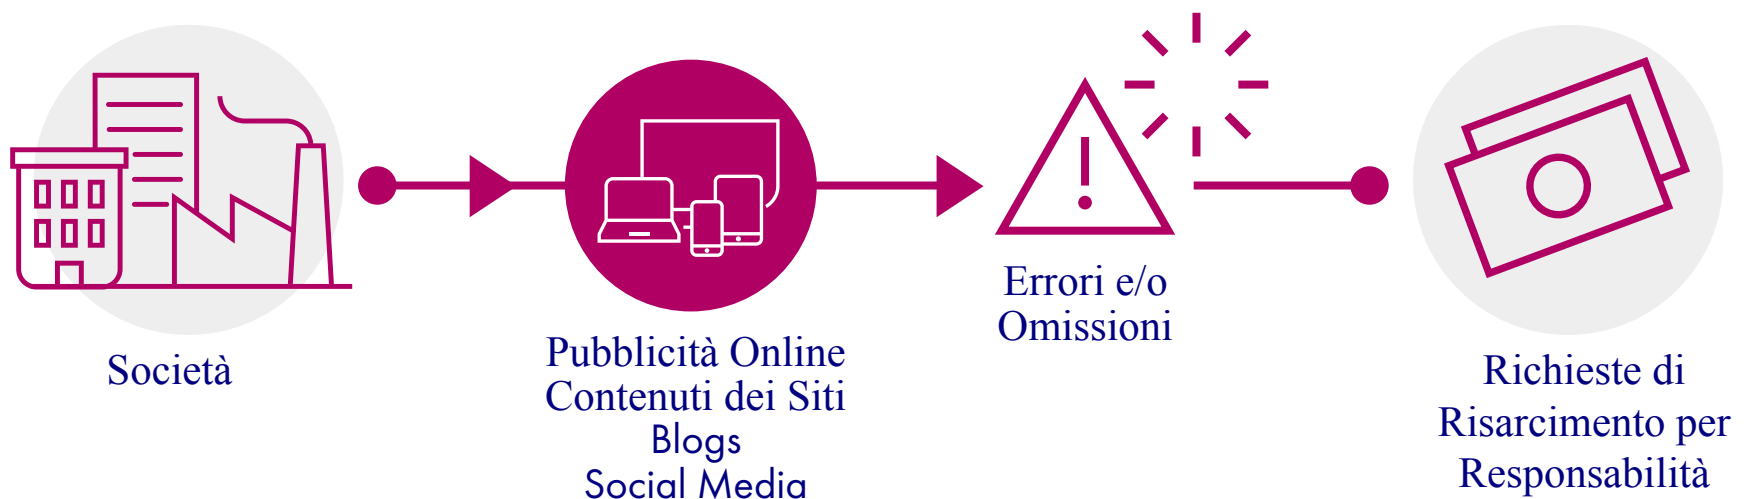 Società
Pubblicità Online
Contenuti dei Siti
Blogs
Social Media
Errori e/o
Omissioni
Richieste di
Risarcimento per
Responsabilità